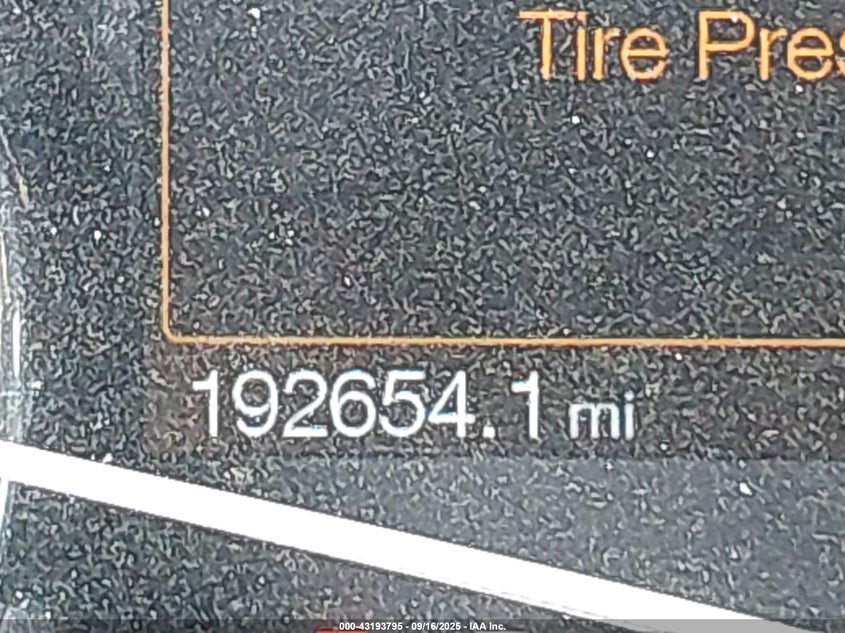 Tire Pres
192654.1 mi
000-43193795 - 09/16/2025 - IAA Inc.